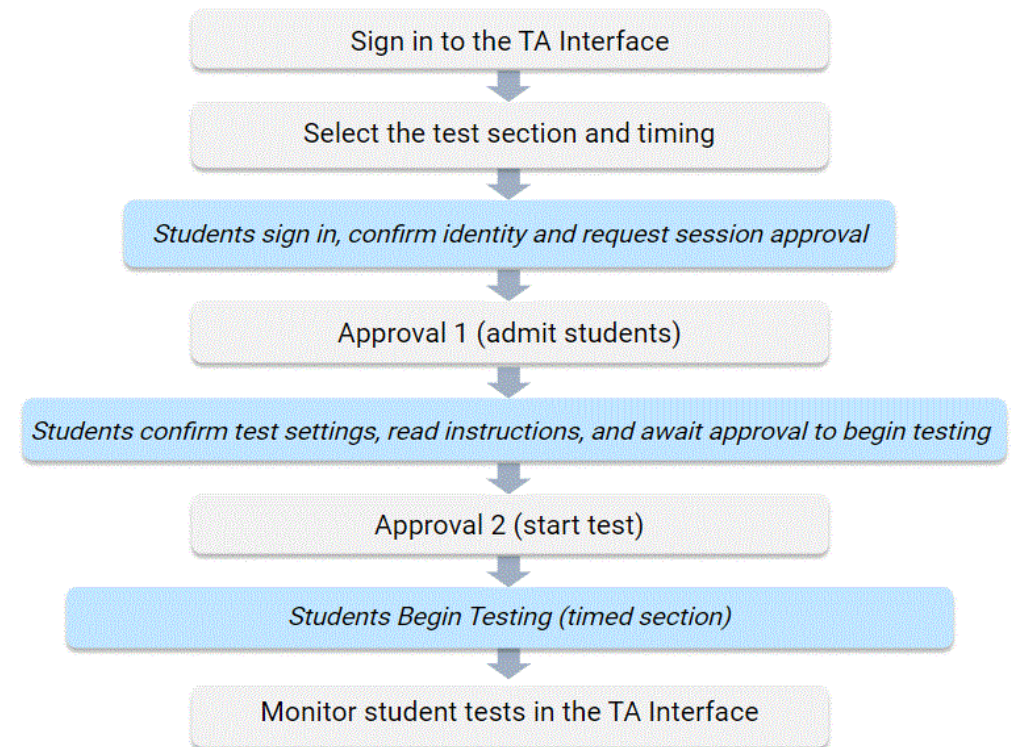 Sign in to the TA Interface
Select the test section and timing
Students sign in, confirm identity and request session approval
Approval 1 (admit students)
Students confirm test settings, read instructions, and await approval to begin testing
Approval 2 (start test)
Students Begin Testing (timed section)
Monitor student tests in the TA Interface